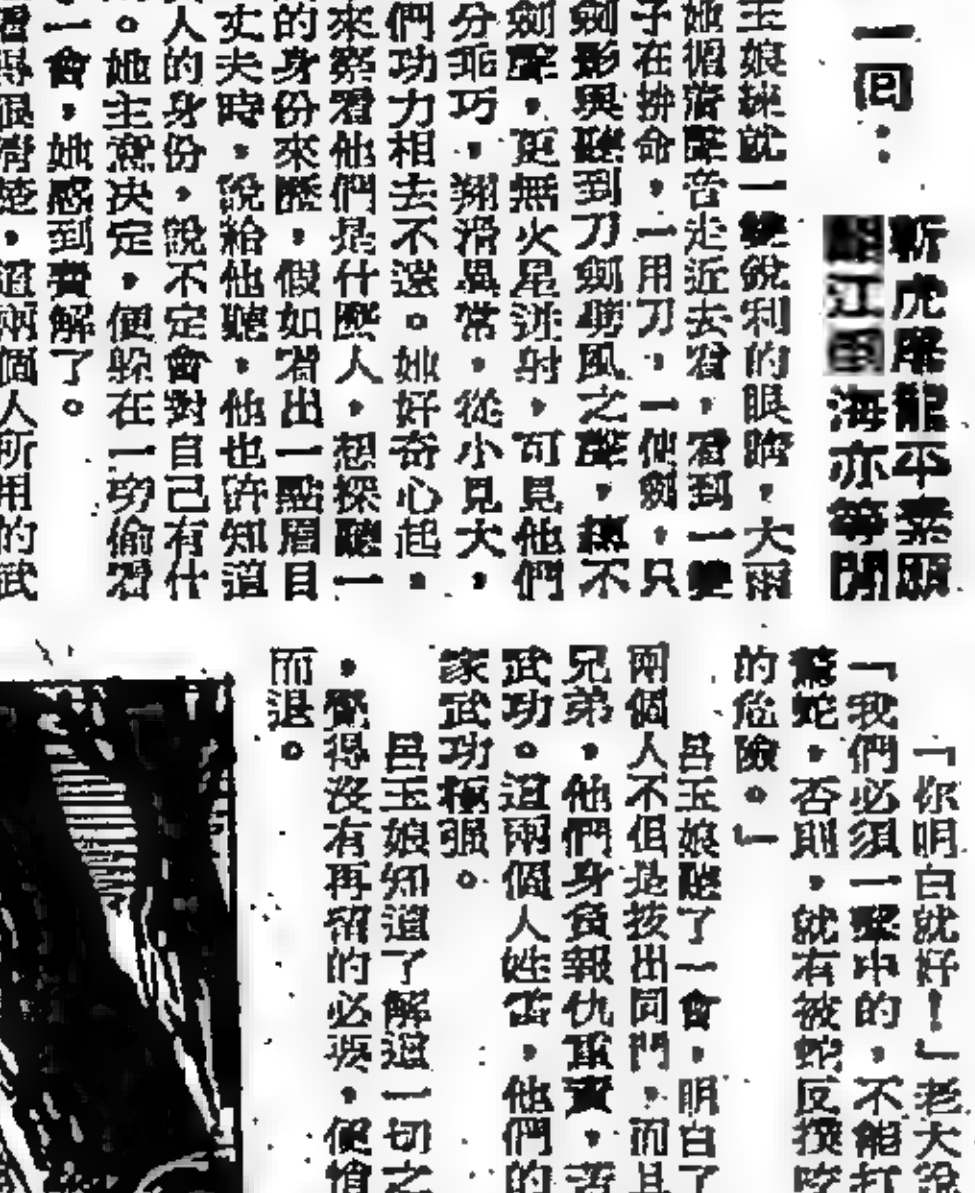 一回：
斬虎屠龍平素願
江 海亦等閒
玉娘練就一雙銳利的眼睛，大雨
她循着聲音走近去看，看到一雙
子在拚命，一用刀，一使劍，只
劍影與聽到刀劍劈風之聲，聽不
劍聲，更無火星迸射，可見他們
分乖巧，翔滑異常，從小見大，
們功力相去不遠。她好奇心起，
來察看他們是什麼人，想探聽一
的身份來歷，假如看出一點眉目
丈夫時，說給他聽，他也許知道
人的身份，說不定會對自己有什
。她主意決定，便躲在一旁偷看
一會，她感到費解了。
得很清楚，這兩個人所用的武
「你明白就好！」老大說
「我們必須一擊中的，不能打
蛇，否則，就有被蛇反撲咬
的危險。」
呂玉娘聽了一會，明白了
兩個人不但是按出同門，而且
兄弟，他們身負報仇重責，苦
武功。這兩個人姓雷，他們的
家武功極強。
呂玉娘知道了解這一切之
，覺得沒有再留的必要，便悄
而退。